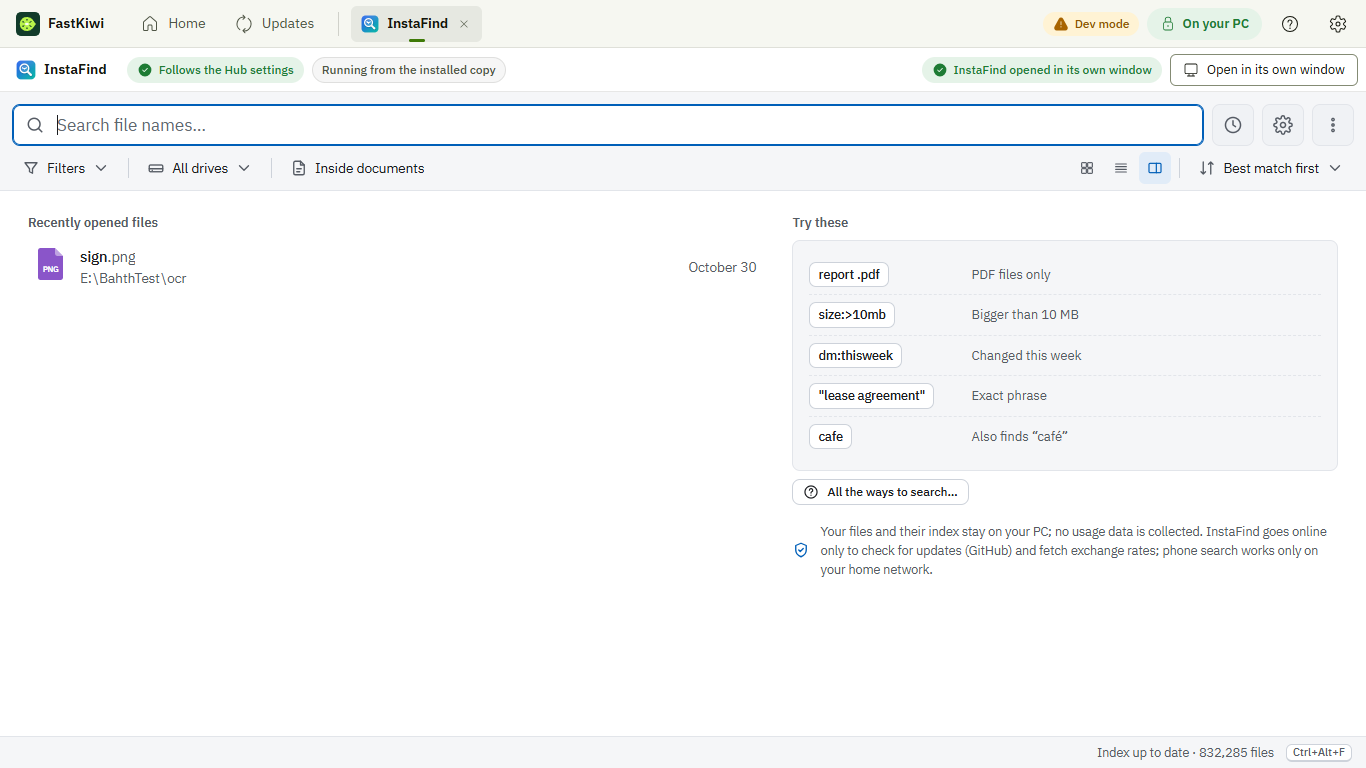 FastKiwi Home Updates InstaFind Dev mode On your PC
InstaFind Follows the Hub settings Running from the installed copy InstaFind opened in its own window Open in its own window
Search file names...
Filters All drives Inside documents Best match first
Recently opened files
sign.png
PNG
E:\BahthTest\ocr
October 30
Try these
report .pdf PDF files only
size:>10mb Bigger than 10 MB
dm:thisweek Changed this week
"lease agreement" Exact phrase
cafe Also finds “café”
All the ways to search...
Your files and their index stay on your PC; no usage data is collected. InstaFind goes online
only to check for updates (GitHub) and fetch exchange rates; phone search works only on
your home network.
Index up to date · 832,285 files Ctrl+Alt+F